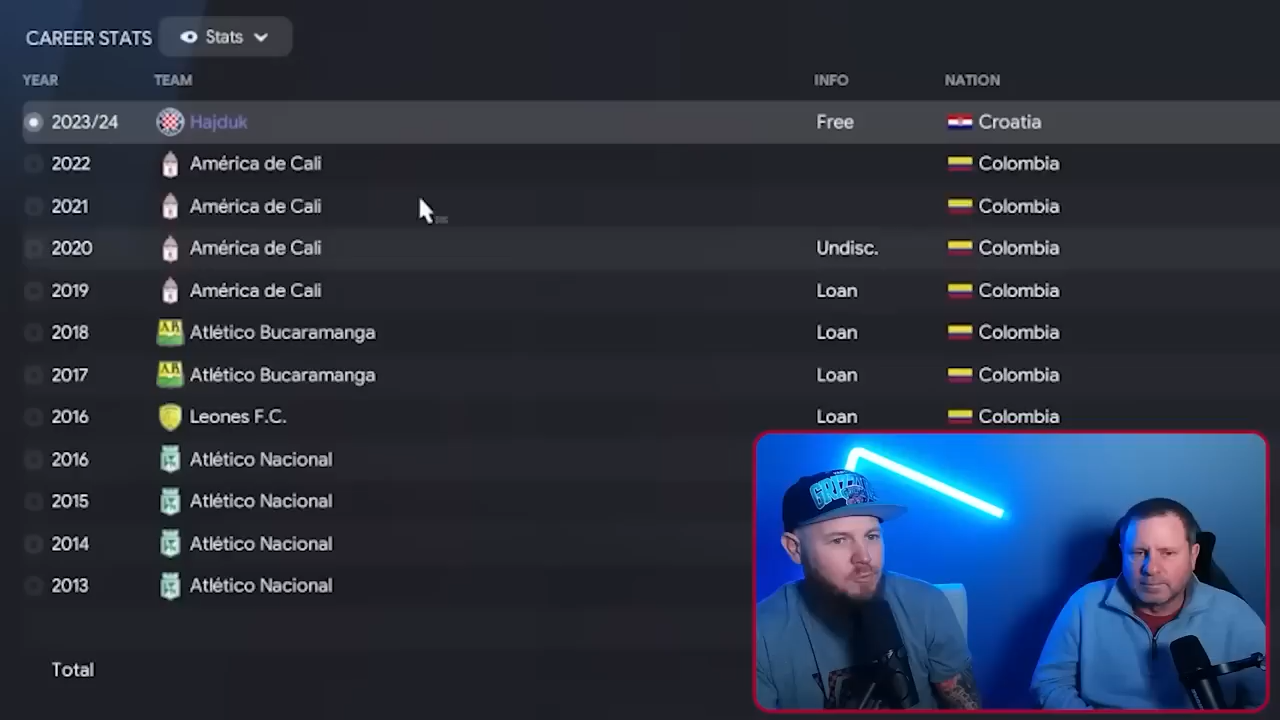 CAREER STATS Stats
YEAR TEAM INFO NATION
2023/24 Hajduk Free Croatia
2022 América de Cali Colombia
2021 América de Cali Colombia
2020 América de Cali Undisc. Colombia
2019 América de Cali Loan Colombia
2018 AB Atlético Bucaramanga Loan Colombia
2017 AB Atlético Bucaramanga Loan Colombia
2016 Leones F.C. Loan Colombia
2016 Atlético Nacional
2015 Atlético Nacional
2014 Atlético Nacional
2013 Atlético Nacional
Total